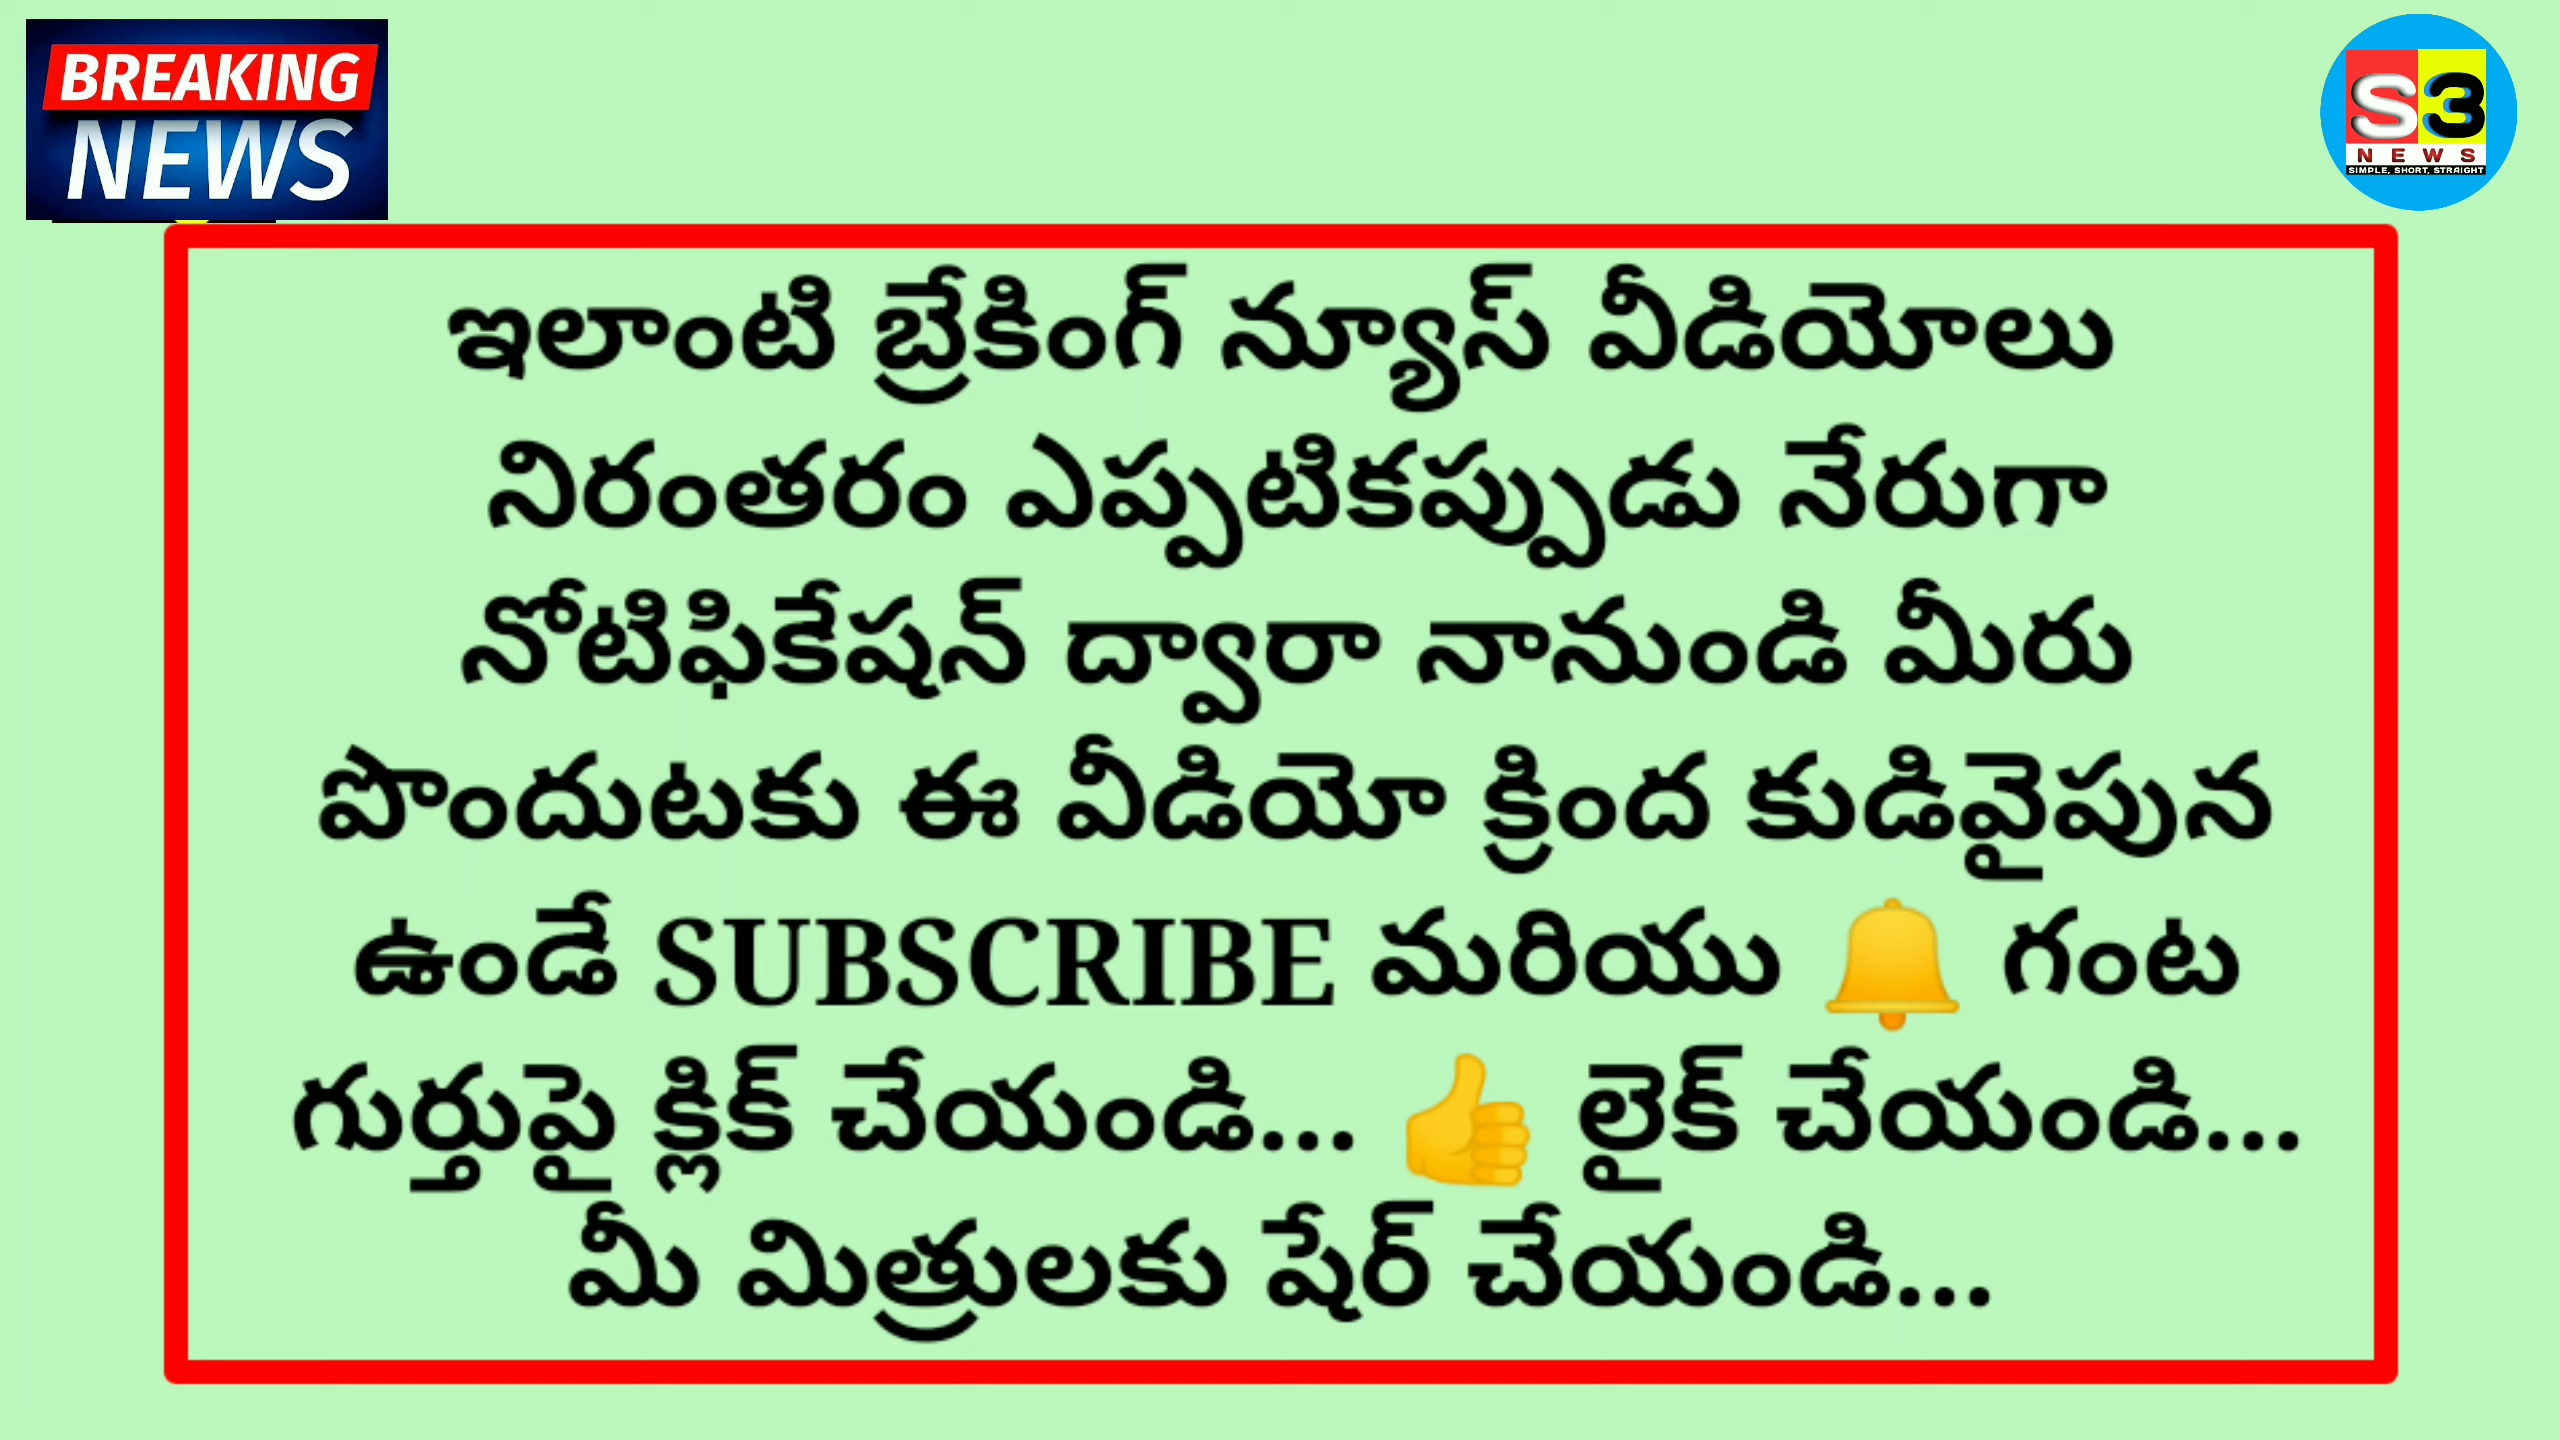 BREAKING
NEWS
S3
NEWS
SIMPLE, SHORT, STRAIGHT
ఇలాంటి బ్రేకింగ్ న్యూస్ వీడియోలు
నిరంతరం ఎప్పటికప్పుడు నేరుగా
నోటిఫికేషన్ ద్వారా నానుండి మీరు
పొందుటకు ఈ వీడియో క్రింద కుడివైపున
ఉండే SUBSCRIBE మరియు 🔔 గంట
గుర్తుపై క్లిక్ చేయండి... 👍 లైక్ చేయండి...
మీ మిత్రులకు షేర్ చేయండి...